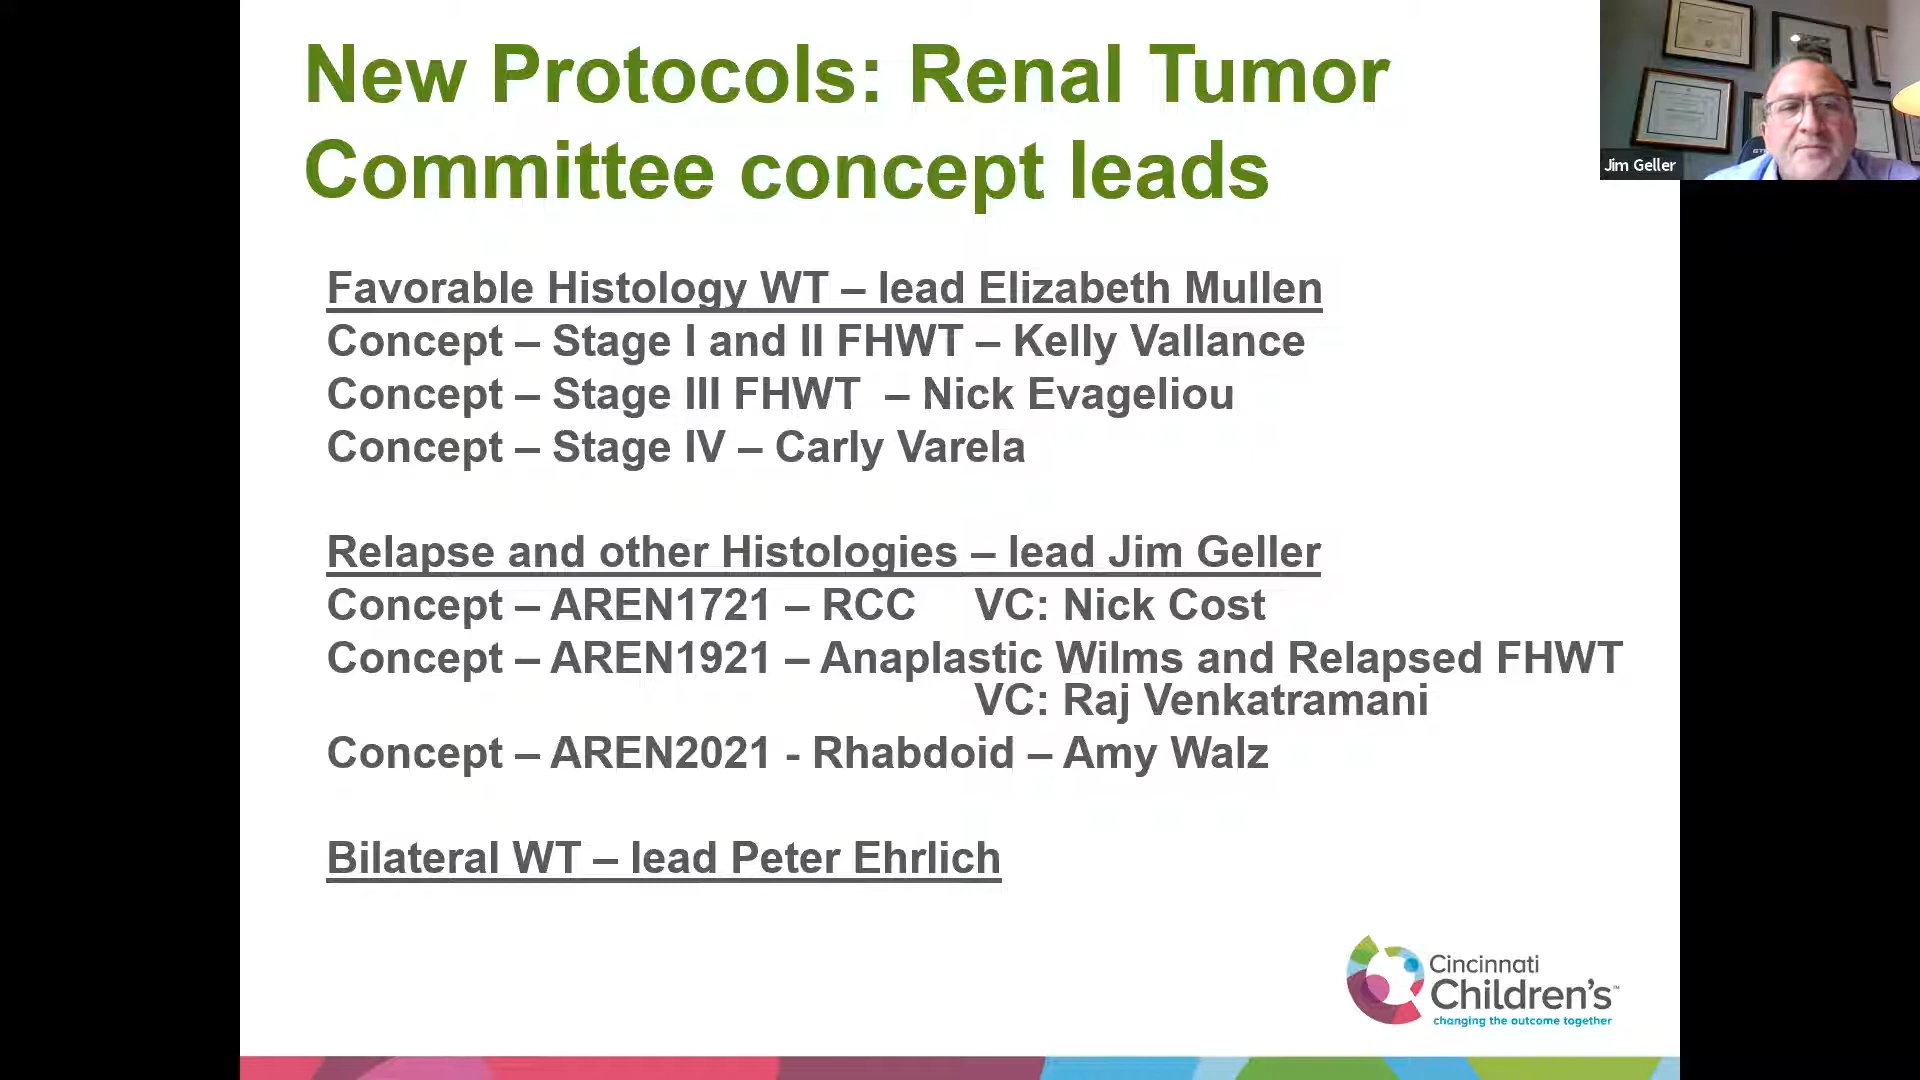 New Protocols: Renal Tumor
Committee concept leads
Jim Geller
Favorable Histology WT – lead Elizabeth Mullen
Concept – Stage I and II FHWT – Kelly Vallance
Concept – Stage III FHWT – Nick Evageliou
Concept – Stage IV – Carly Varela
Relapse and other Histologies – lead Jim Geller
Concept – AREN1721 – RCC VC: Nick Cost
Concept – AREN1921 – Anaplastic Wilms and Relapsed FHWT
VC: Raj Venkatramani
Concept – AREN2021 - Rhabdoid – Amy Walz
Bilateral WT – lead Peter Ehrlich
Cincinnati
Children's™
changing the outcome together